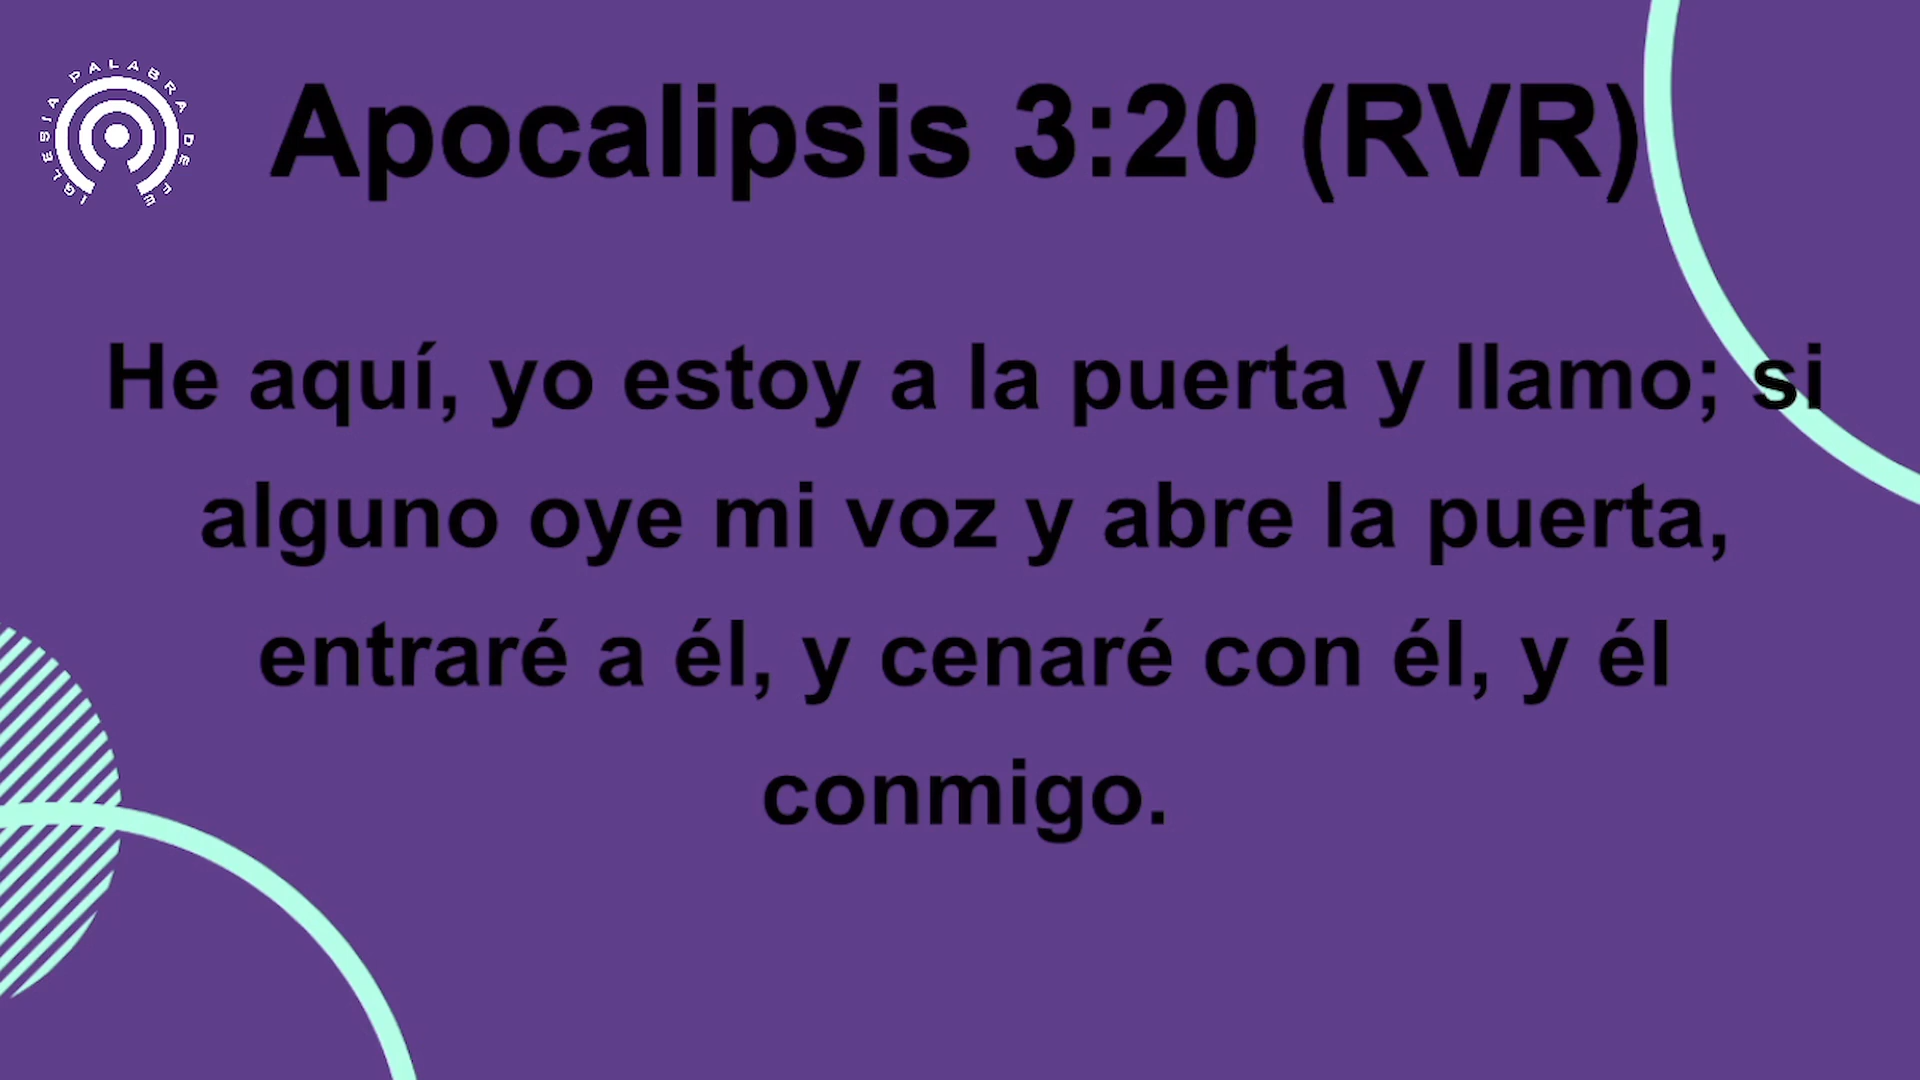 IGLESIA PALABRA DE FE
Apocalipsis 3:20 (RVR)
He aquí, yo estoy a la puerta y llamo; si
alguno oye mi voz y abre la puerta,
entraré a él, y cenaré con él, y él
conmigo.